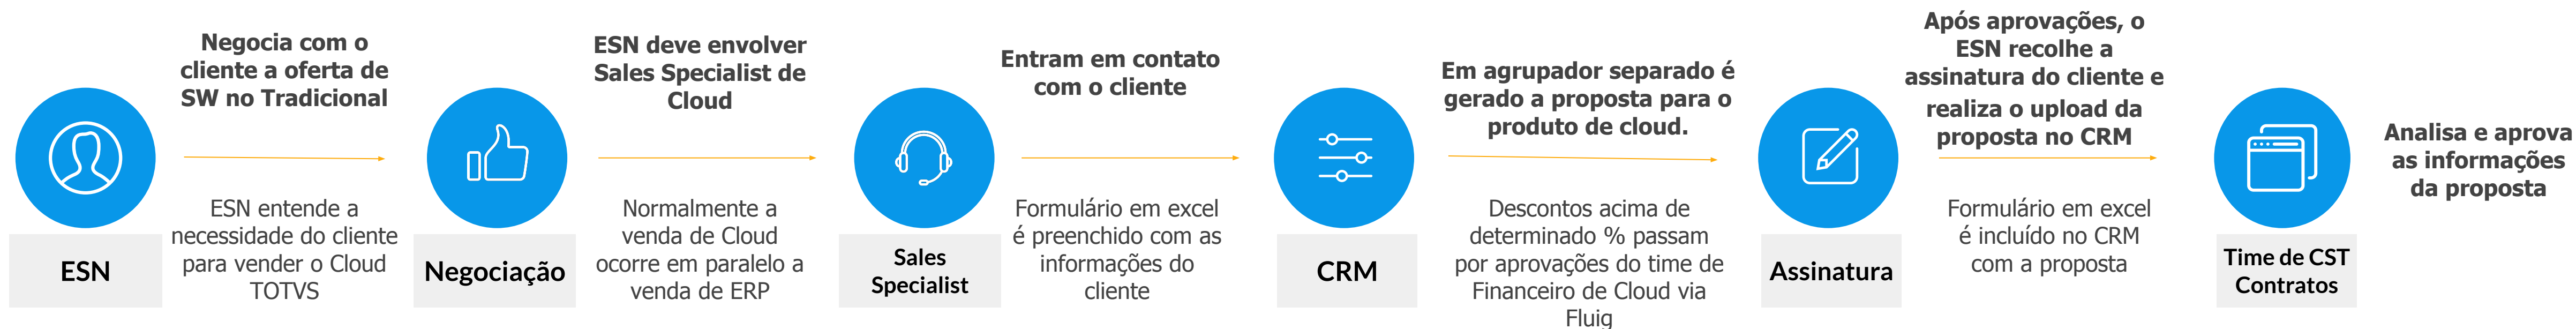 ESN
Negocia com o
cliente a oferta de
SW no Tradicional
ESN entende a
necessidade do cliente
para vender o Cloud
TOTVS
Negociação
ESN deve envolver
Sales Specialist de
Cloud
Normalmente a
venda de Cloud
ocorre em paralelo a
venda de ERP
Sales
Specialist
Entram em contato
com o cliente
Formulário em excel
é preenchido com as
informações do
cliente
CRM
Em agrupador separado é
gerado a proposta para o
produto de cloud.
Descontos acima de
determinado % passam
por aprovações do time de
Financeiro de Cloud via
Fluig
Assinatura
Após aprovações, o
ESN recolhe a
assinatura do cliente e
realiza o upload da
proposta no CRM
Formulário em excel
é incluído no CRM
com a proposta
Time de CST
Contratos
Analisa e aprova
as informações
da proposta